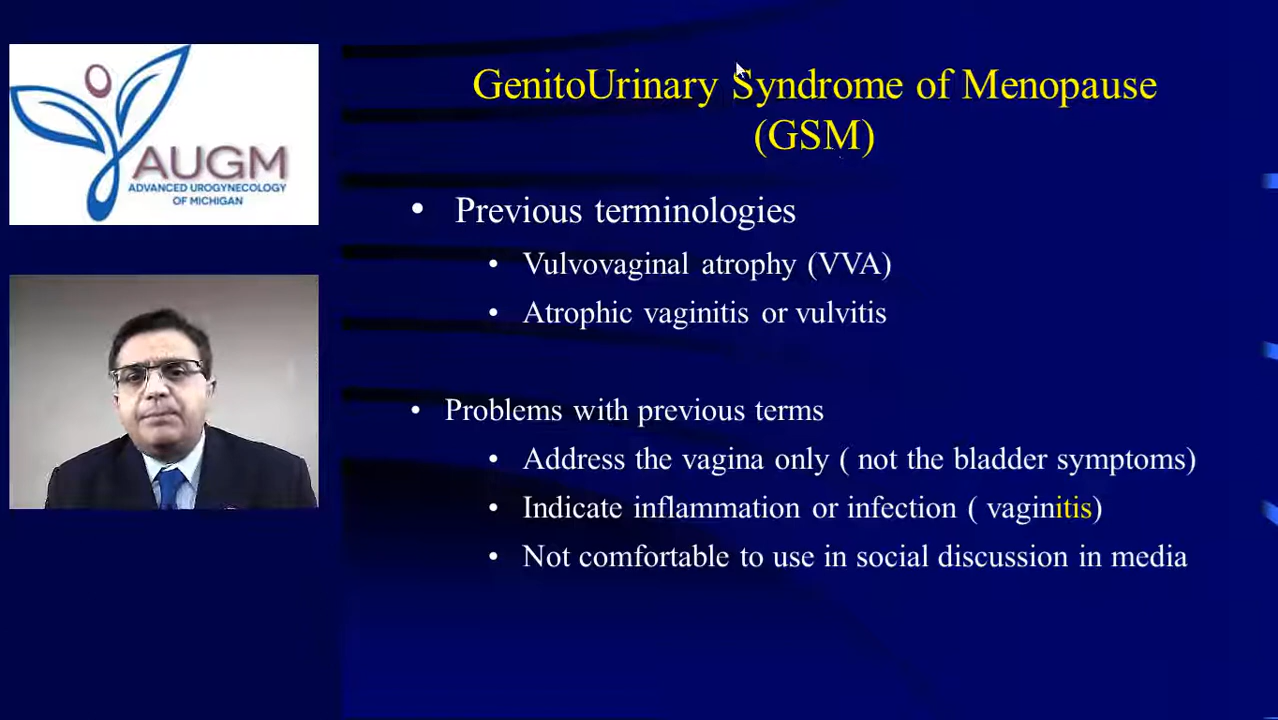 AUGM
ADVANCED UROGYNECOLOGY
OF MICHIGAN
GenitoUrinary Syndrome of Menopause
(GSM)
• Previous terminologies
• Vulvovaginal atrophy (VVA)
• Atrophic vaginitis or vulvitis
• Problems with previous terms
• Address the vagina only ( not the bladder symptoms)
• Indicate inflammation or infection ( vaginitis)
• Not comfortable to use in social discussion in media